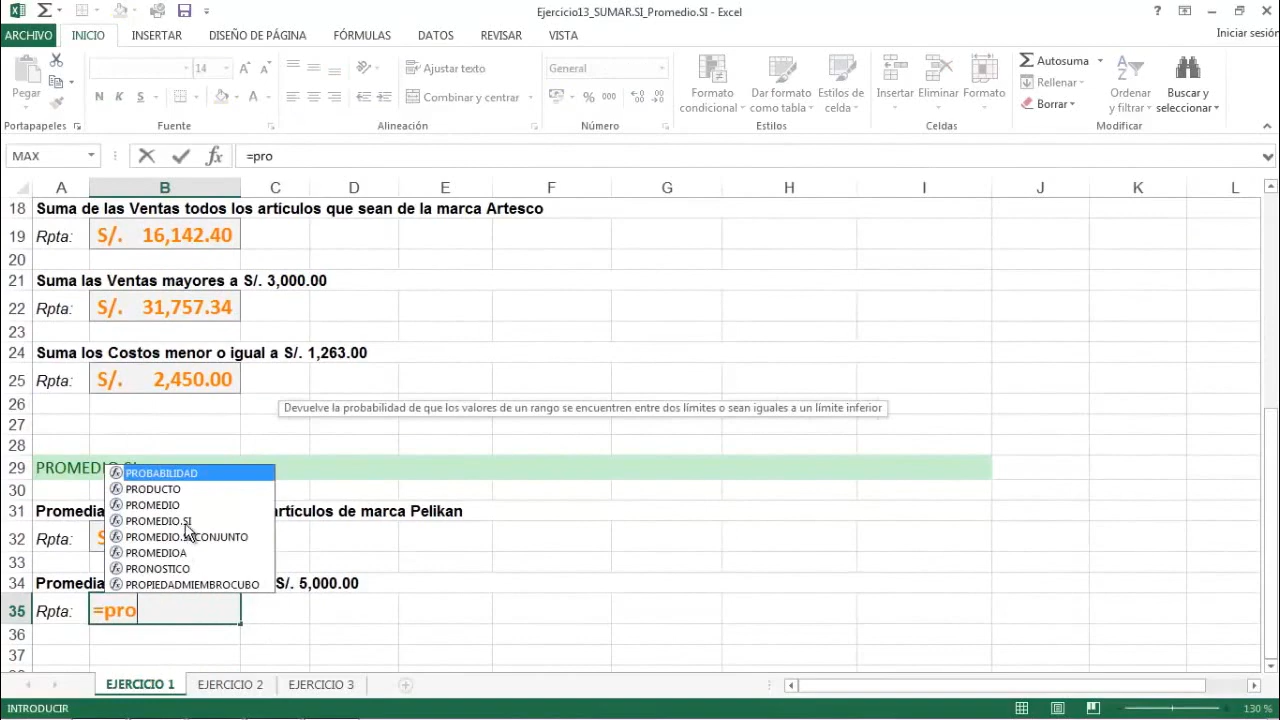 Ejercicio13_SUMAR.SI_Promedio.SI - Excel
ARCHIVO INICIO INSERTAR DISEÑO DE PÁGINA FÓRMULAS DATOS REVISAR VISTA Iniciar sesión
Pegar
14
N K S
Ajustar texto
Combinar y centrar
General
% 000
Formato condicional
Dar formato como tabla
Estilos de celda
Insertar Eliminar Formato
Autosuma
Rellenar
Borrar
Ordenar y filtrar
Buscar y seleccionar
Portapapeles Fuente Alineación Número Estilos Celdas Modificar
MAX fx =pro
A B C D E F G H I J K L
18 Suma de las Ventas todos los artículos que sean de la marca Artesco
19 Rpta: S/. 16,142.40
20
21 Suma las Ventas mayores a S/. 3,000.00
22 Rpta: S/. 31,757.34
23
24 Suma los Costos menor o igual a S/. 1,263.00
25 Rpta: S/. 2,450.00
26
Devuelve la probabilidad de que los valores de un rango se encuentren entre dos límites o sean iguales a un límite inferior
27
28
29 PROMEDIO.SI
PROBABILIDAD
PRODUCTO
PROMEDIO
PROMEDIO.SI
PROMEDIO.SI.CONJUNTO
PROMEDIOA
PRONOSTICO
PROPIEDADMIEMBROCUBO
30
31 Promedia artículos de marca Pelikan
32 Rpta: S
33
34 Promedia S/. 5,000.00
35 Rpta: =pro
36
37
EJERCICIO 1 EJERCICIO 2 EJERCICIO 3
INTRODUCIR 130 %